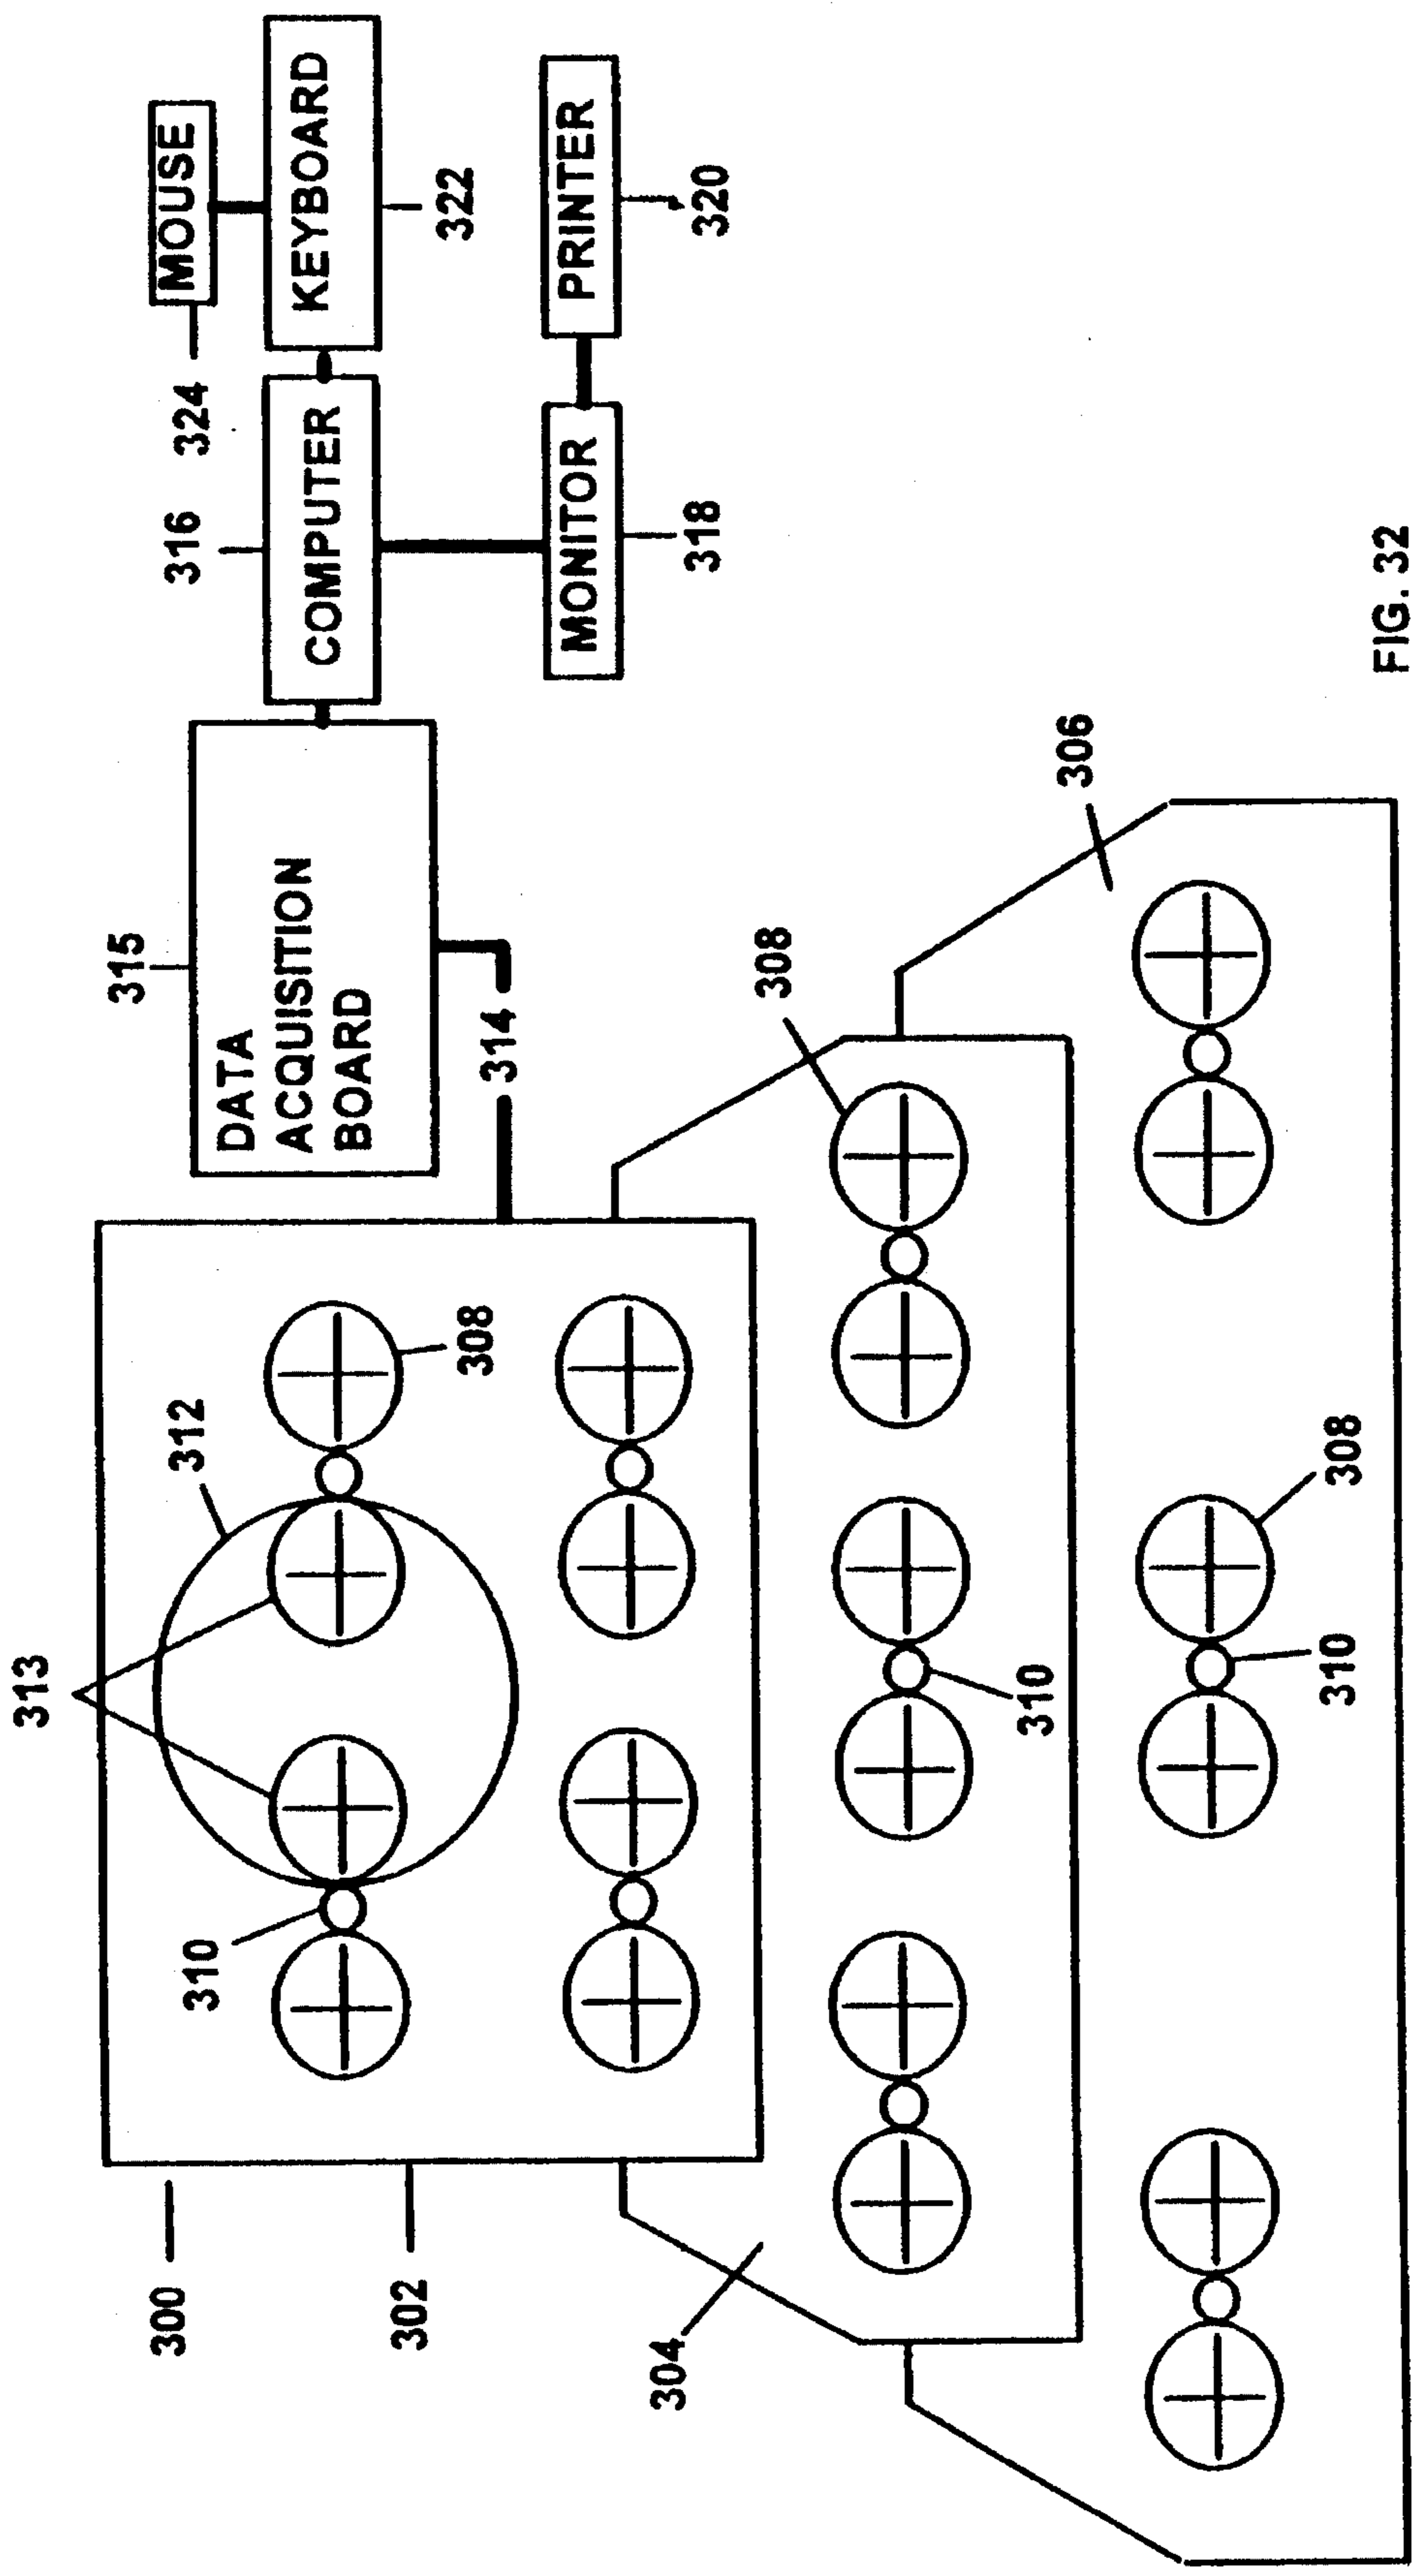 313
310
312
308
300
302
304
310
308
310
308
306
314
315
DATA
ACQUISITION
BOARD
316
COMPUTER
324
MOUSE
KEYBOARD
322
MONITOR
318
PRINTER
320
FIG. 32